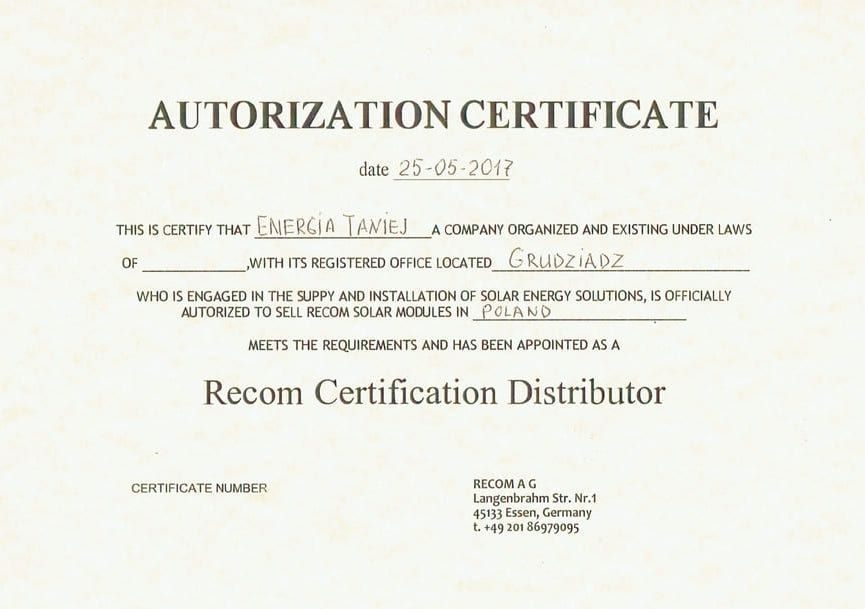 AUTORIZATION CERTIFICATE
date 25-05-2017
THIS IS CERTIFY THAT ENERGIA TANIEJ A COMPANY ORGANIZED AND EXISTING UNDER LAWS
OF ____________,WITH ITS REGISTERED OFFICE LOCATED GRUDZIADZ
WHO IS ENGAGED IN THE SUPPY AND INSTALLATION OF SOLAR ENERGY SOLUTIONS, IS OFFICIALLY
AUTORIZED TO SELL RECOM SOLAR MODULES IN POLAND
MEETS THE REQUIREMENTS AND HAS BEEN APPOINTED AS A
Recom Certification Distributor
CERTIFICATE NUMBER
RECOM A G
Langenbrahm Str. Nr.1
45133 Essen, Germany
t. +49 201 86979095